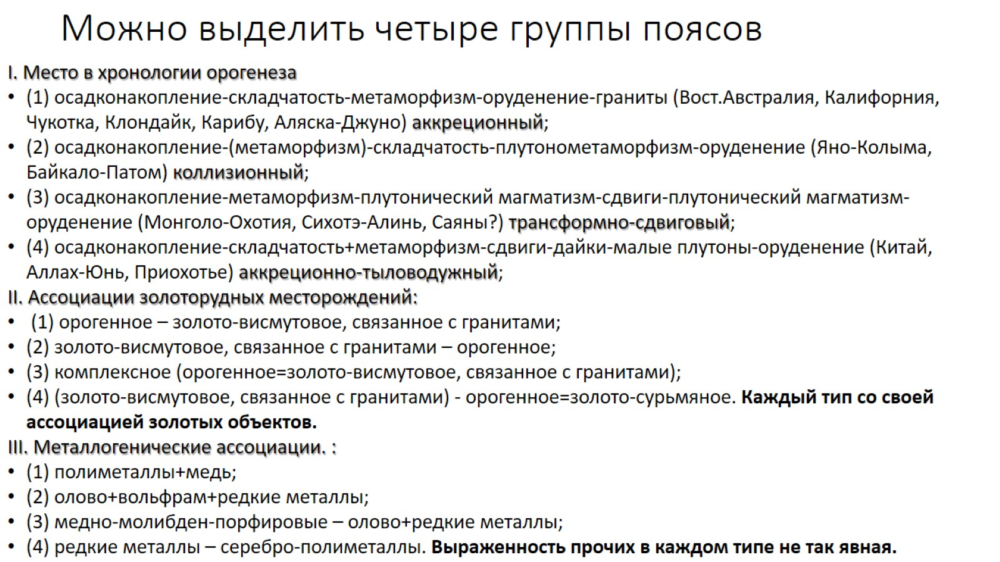 Можно выделить четыре группы поясов
I. Место в хронологии орогенеза
• (1) осадконакопление-складчатость-метаморфизм-оруденение-граниты (Вост.Австралия, Калифорния,
Чукотка, Клондайк, Карибу, Аляска-Джуно) аккреционный;
• (2) осадконакопление-(метаморфизм)-складчатость-плутонометаморфизм-оруденение (Яно-Колыма,
Байкало-Патом) коллизионный;
• (3) осадконакопление-метаморфизм-плутонический магматизм-сдвиги-плутонический магматизм-
оруденение (Монголо-Охотия, Сихотэ-Алинь, Саяны?) трансформно-сдвиговый;
• (4) осадконакопление-складчатость+метаморфизм-сдвиги-дайки-малые плутоны-оруденение (Китай,
Аллах-Юнь, Приохотье) аккреционно-тыловодужный;
II. Ассоциации золоторудных месторождений:
• (1) орогенное – золото-висмутовое, связанное с гранитами;
• (2) золото-висмутовое, связанное с гранитами – орогенное;
• (3) комплексное (орогенное=золото-висмутовое, связанное с гранитами);
• (4) (золото-висмутовое, связанное с гранитами) - орогенное=золото-сурьмяное. Каждый тип со своей
ассоциацией золотых объектов.
III. Металлогенические ассоциации. :
• (1) полиметаллы+медь;
• (2) олово+вольфрам+редкие металлы;
• (3) медно-молибден-порфировые – олово+редкие металлы;
• (4) редкие металлы – серебро-полиметаллы. Выраженность прочих в каждом типе не так явная.